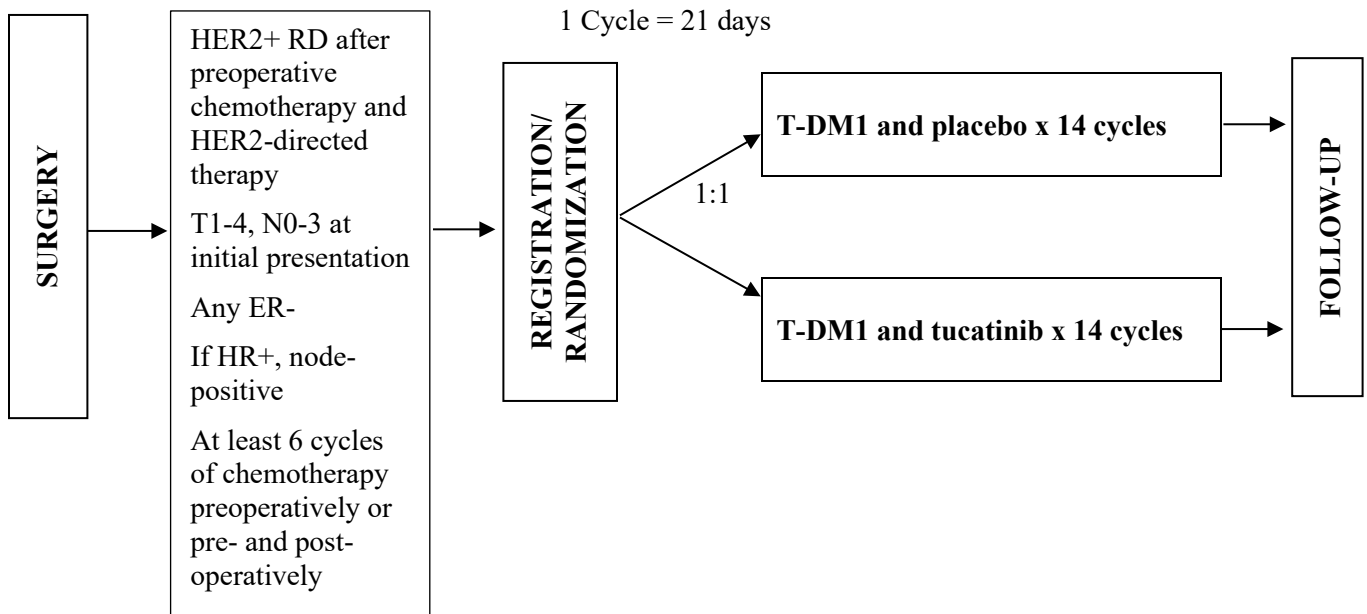 1 Cycle = 21 days
SURGERY
HER2+ RD after
preoperative
chemotherapy and
HER2-directed
therapy
T1-4, N0-3 at
initial presentation
Any ER-
If HR+, node-
positive
At least 6 cycles
of chemotherapy
preoperatively or
pre- and post-
operatively
REGISTRATION/
RANDOMIZATION
1:1
T-DM1 and placebo x 14 cycles
T-DM1 and tucatinib x 14 cycles
FOLLOW-UP